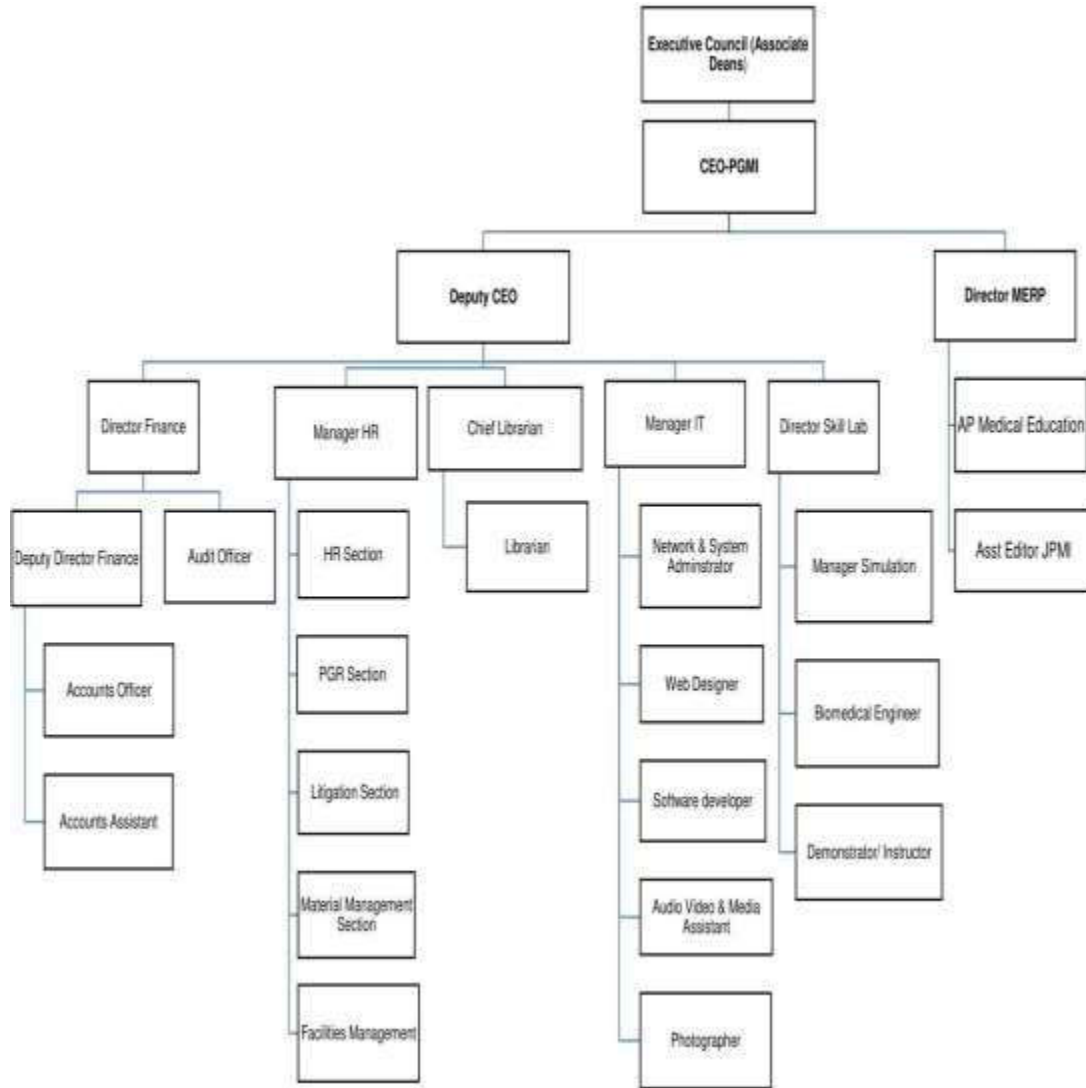 Executive Council (Associate
Deans)
CEO-PGMI
Deputy CEO
Director MERP
Director Finance
Manager HR
Chief Librarian
Manager IT
Director Skill Lab
AP Medical Education
Deputy Director Finance
Audit Officer
HR Section
Librarian
Network & System
Adminstrator
Manager Simulation
Asst Editor JPMI
Accounts Officer
PGR Section
Web Designer
Biomedical Engineer
Accounts Assistant
Litigation Section
Software developer
Demonstrator/ Instructor
Material Management
Section
Audio Video & Media
Assistant
Facilities Management
Photographer